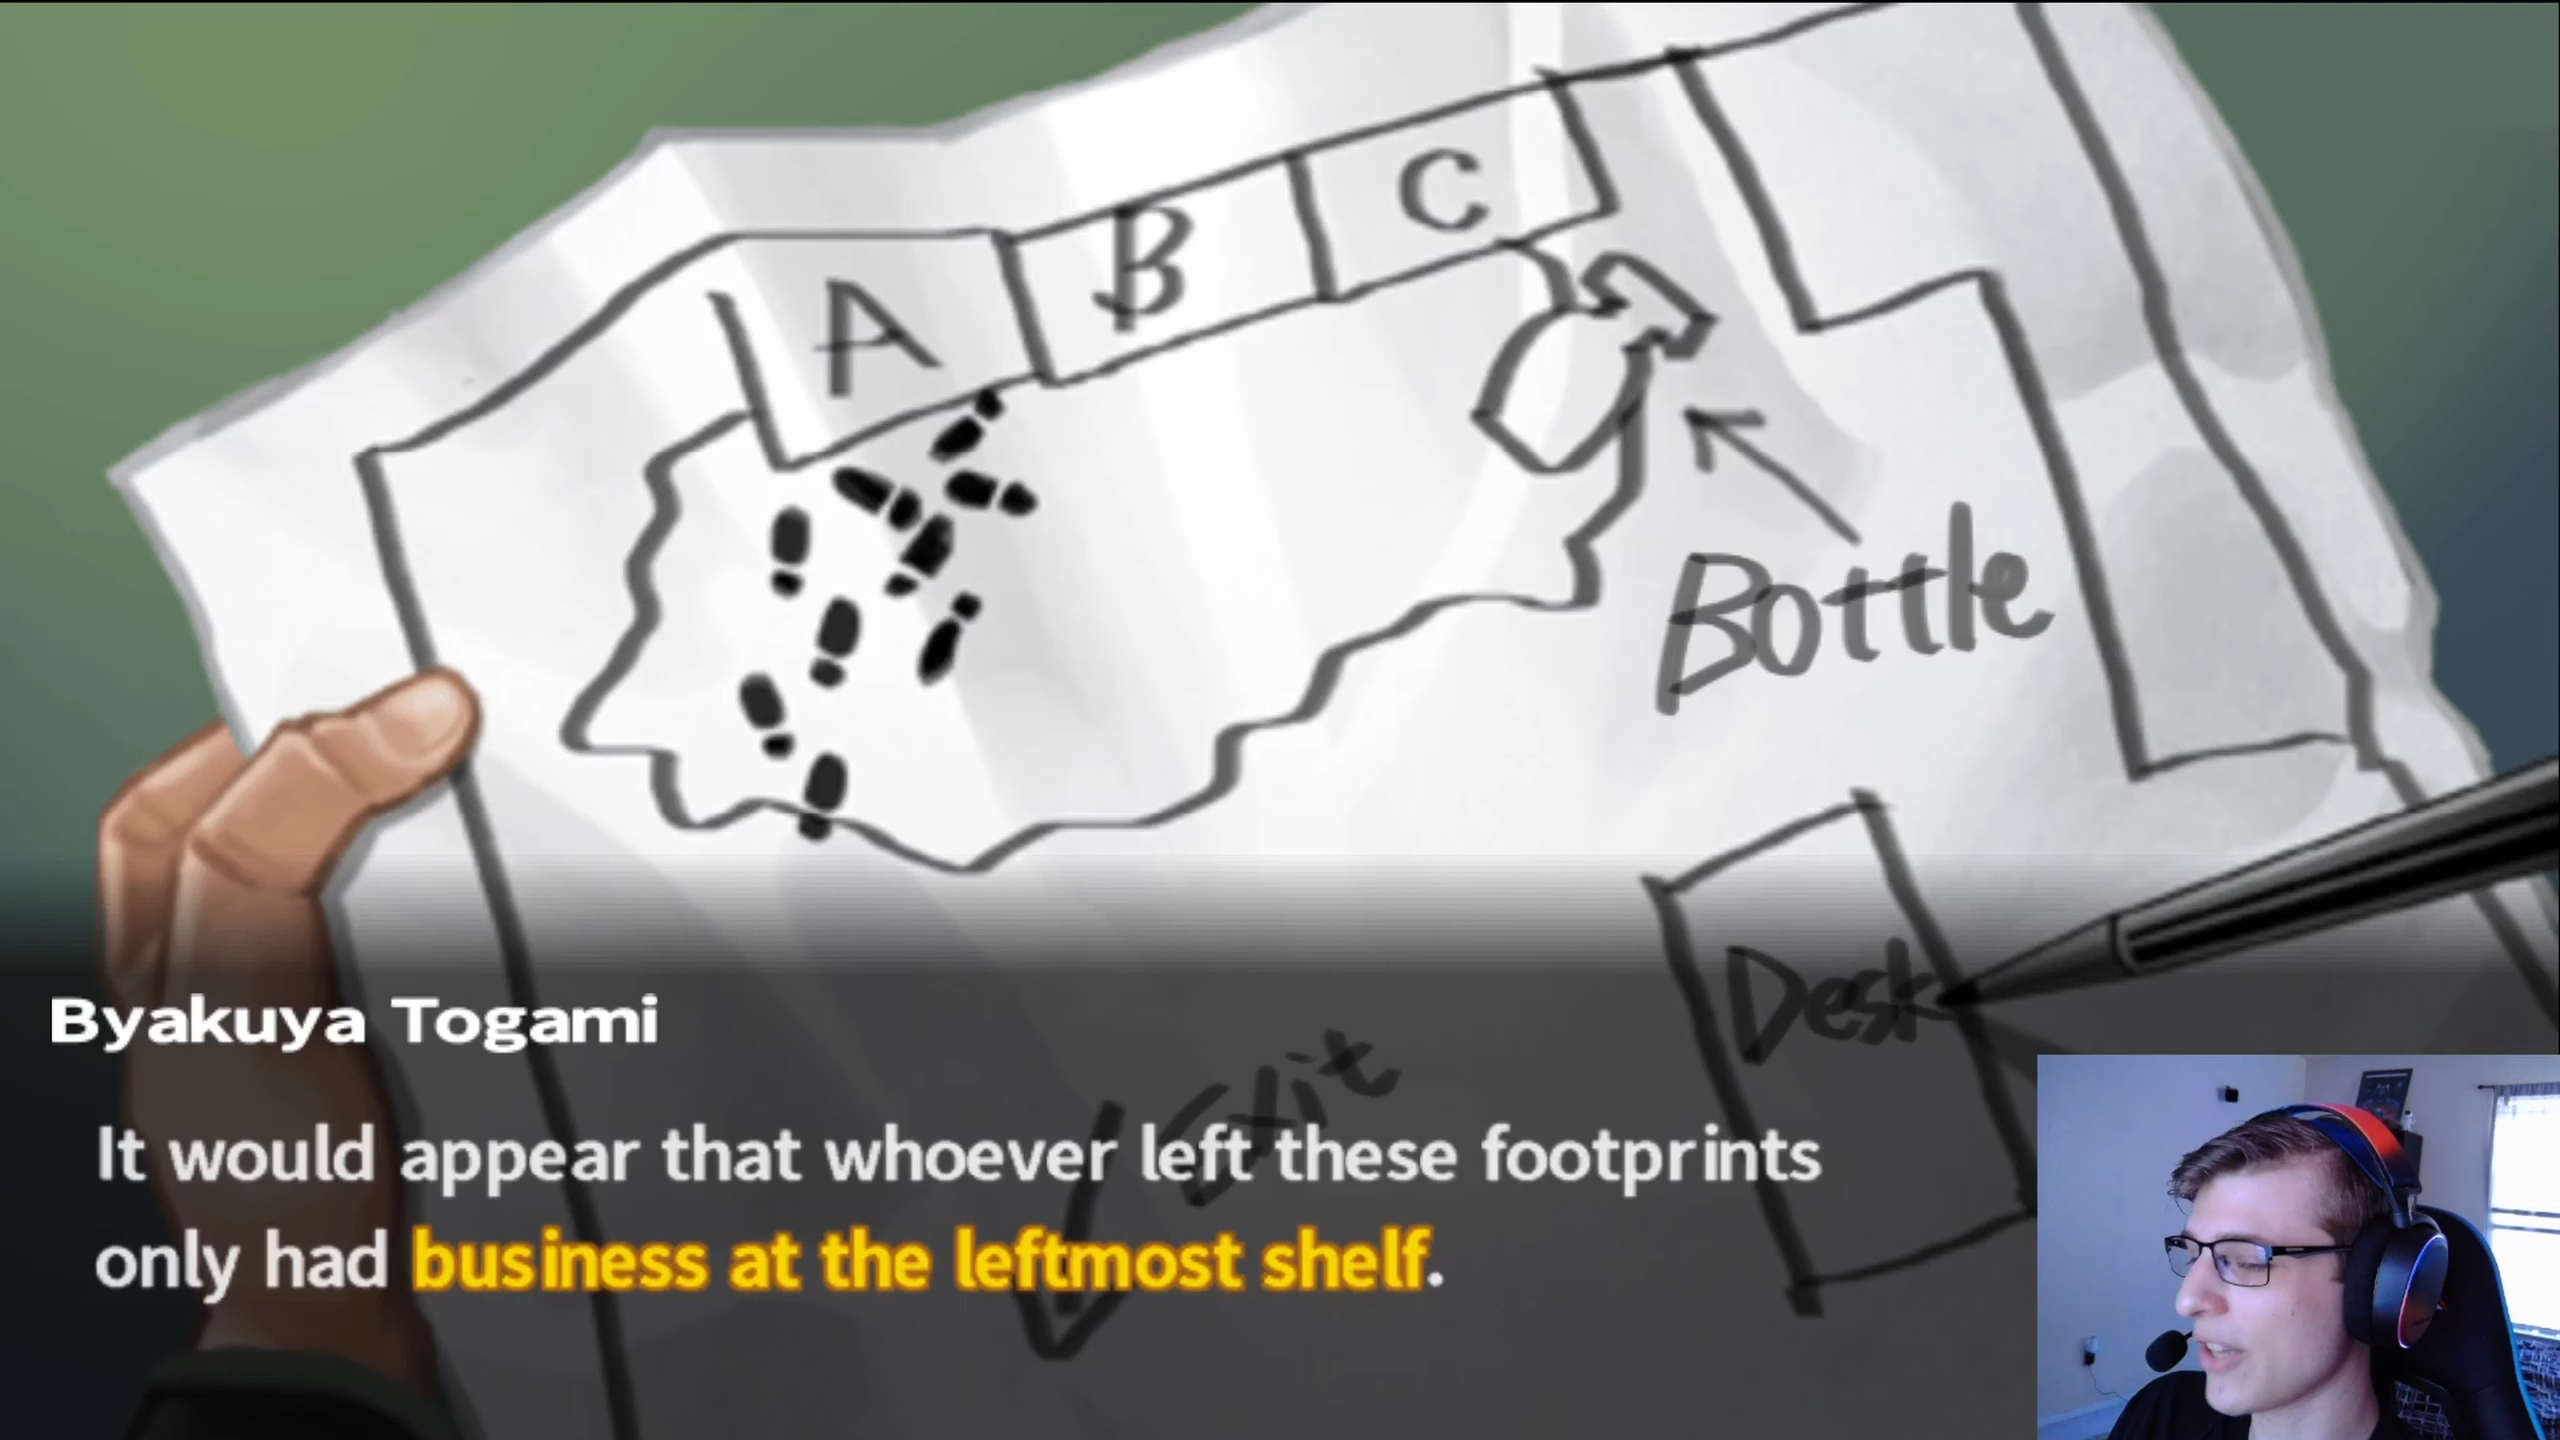 A
B
C
Bottle
Desk
Exit
Byakuya Togami
It would appear that whoever left these footprints
only had business at the leftmost shelf.